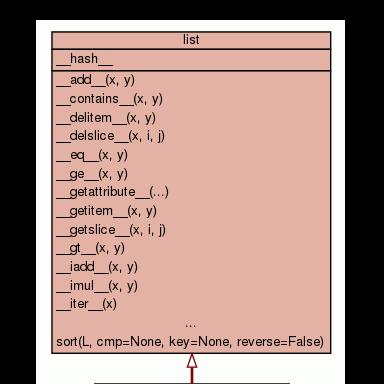 list
__hash__
__add__(x, y)
__contains__(x, y)
__delitem__(x, y)
__delslice__(x, i, j)
__eq__(x, y)
__ge__(x, y)
__getattribute__(...)
__getitem__(x, y)
__getslice__(x, i, j)
__gt__(x, y)
__iadd__(x, y)
__imul__(x, y)
__iter__(x)
...
sort(L, cmp=None, key=None, reverse=False)